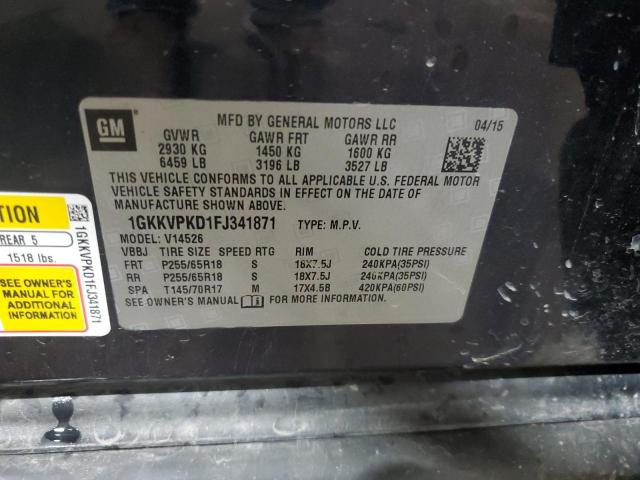 GM
MFD BY GENERAL MOTORS LLC 04/15
GVWR GAWR FRT GAWR RR
2930 KG 1450 KG 1600 KG
6459 LB 3196 LB 3527 LB
THIS VEHICLE CONFORMS TO ALL APPLICABLE U.S. FEDERAL MOTOR
VEHICLE SAFETY STANDARDS IN EFFECT ON THE DATE OF
MANUFACTURE SHOWN ABOVE.
1GKKVPKD1FJ341871 TYPE: M.P.V.
MODEL: V14526
VBBJ TIRE SIZE SPEED RTG RIM COLD TIRE PRESSURE
FRT P255/65R18 S 18X7.5J 240KPA(35PSI)
RR P255/65R18 S 18X7.5J 240KPA(35PSI)
SPA T145/70R17 M 17X4.5B 420KPA(60PSI)
SEE OWNER'S MANUAL FOR MORE INFORMATION.
REAR 5
1518 lbs.
SEE OWNER'S
MANUAL FOR
ADDITIONAL
INFORMATION
1GKKVPKD1FJ341871